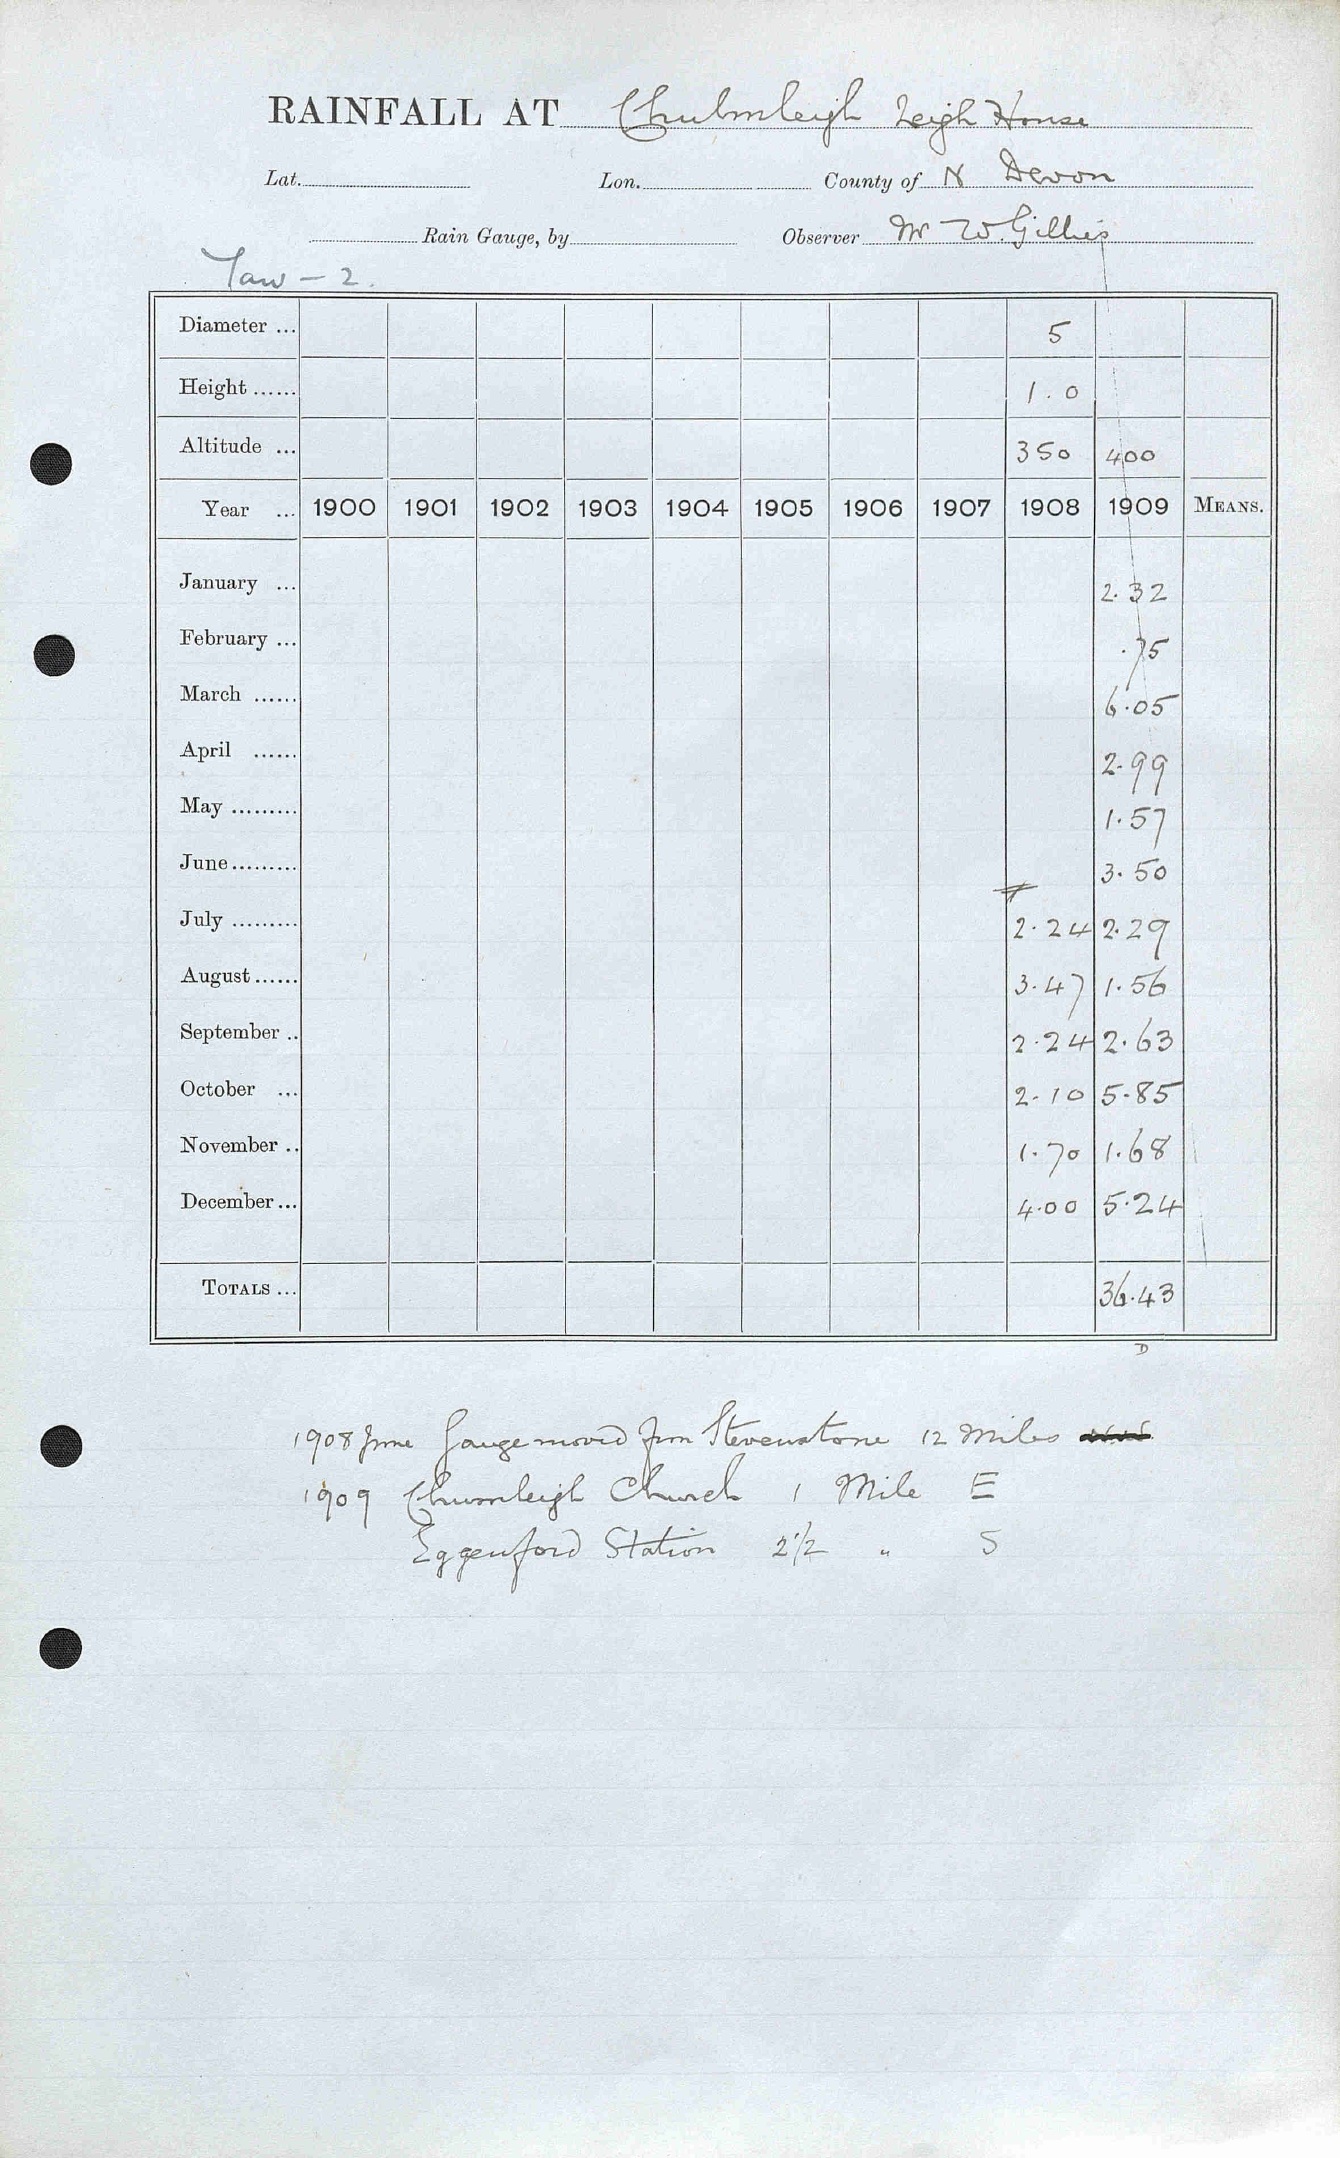 RAINFALL AT Chulmleigh Leigh House
Lat. Lon. County of N Devon
Rain Gauge, by Observer Mr W. Gillies
Taw - 2.
Diameter ... 5
Height ...... 1.0
Altitude ... 350 400
Year ... 1900 1901 1902 1903 1904 1905 1906 1907 1908 1909 MEANS.
January ... 2.32
February ... .75
March ...... 6.05
April ...... 2.99
May ......... 1.57
June ......... 3.50
July ......... 2.24 2.29
August ...... 3.47 1.56
September .. 2.24 2.63
October ... 2.10 5.85
November .. 1.70 1.68
December ... 4.00 5.24
TOTALS ... 36.43
D
1908 June Gauge moved from Stevenstone 12 Miles
1909 Chumleigh Church 1 Mile E
Eggenford Station 2 1/2 " S